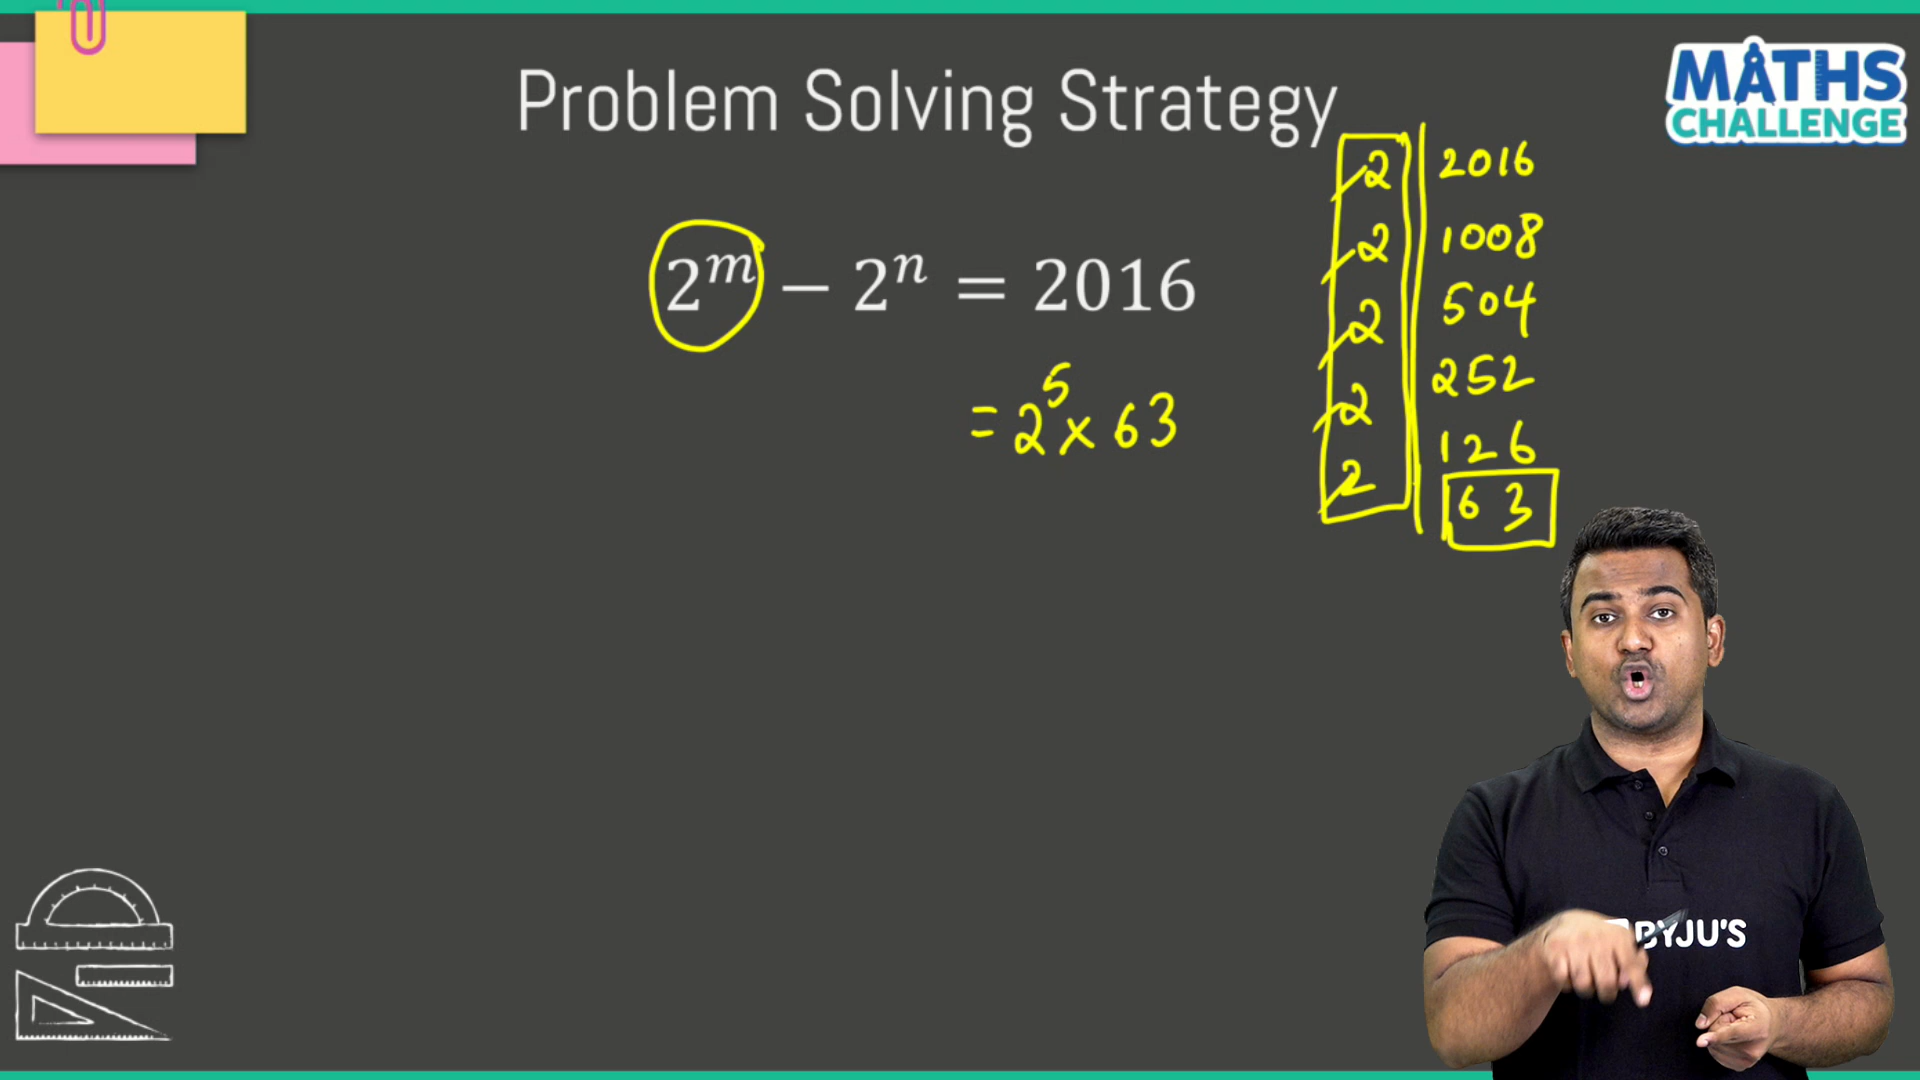 Problem Solving Strategy
MATHS
CHALLENGE
2^m − 2^n = 2016
= 2^5 × 63
2 | 2016
2 | 1008
2 | 504
2 | 252
2 | 126
63
BYJU'S